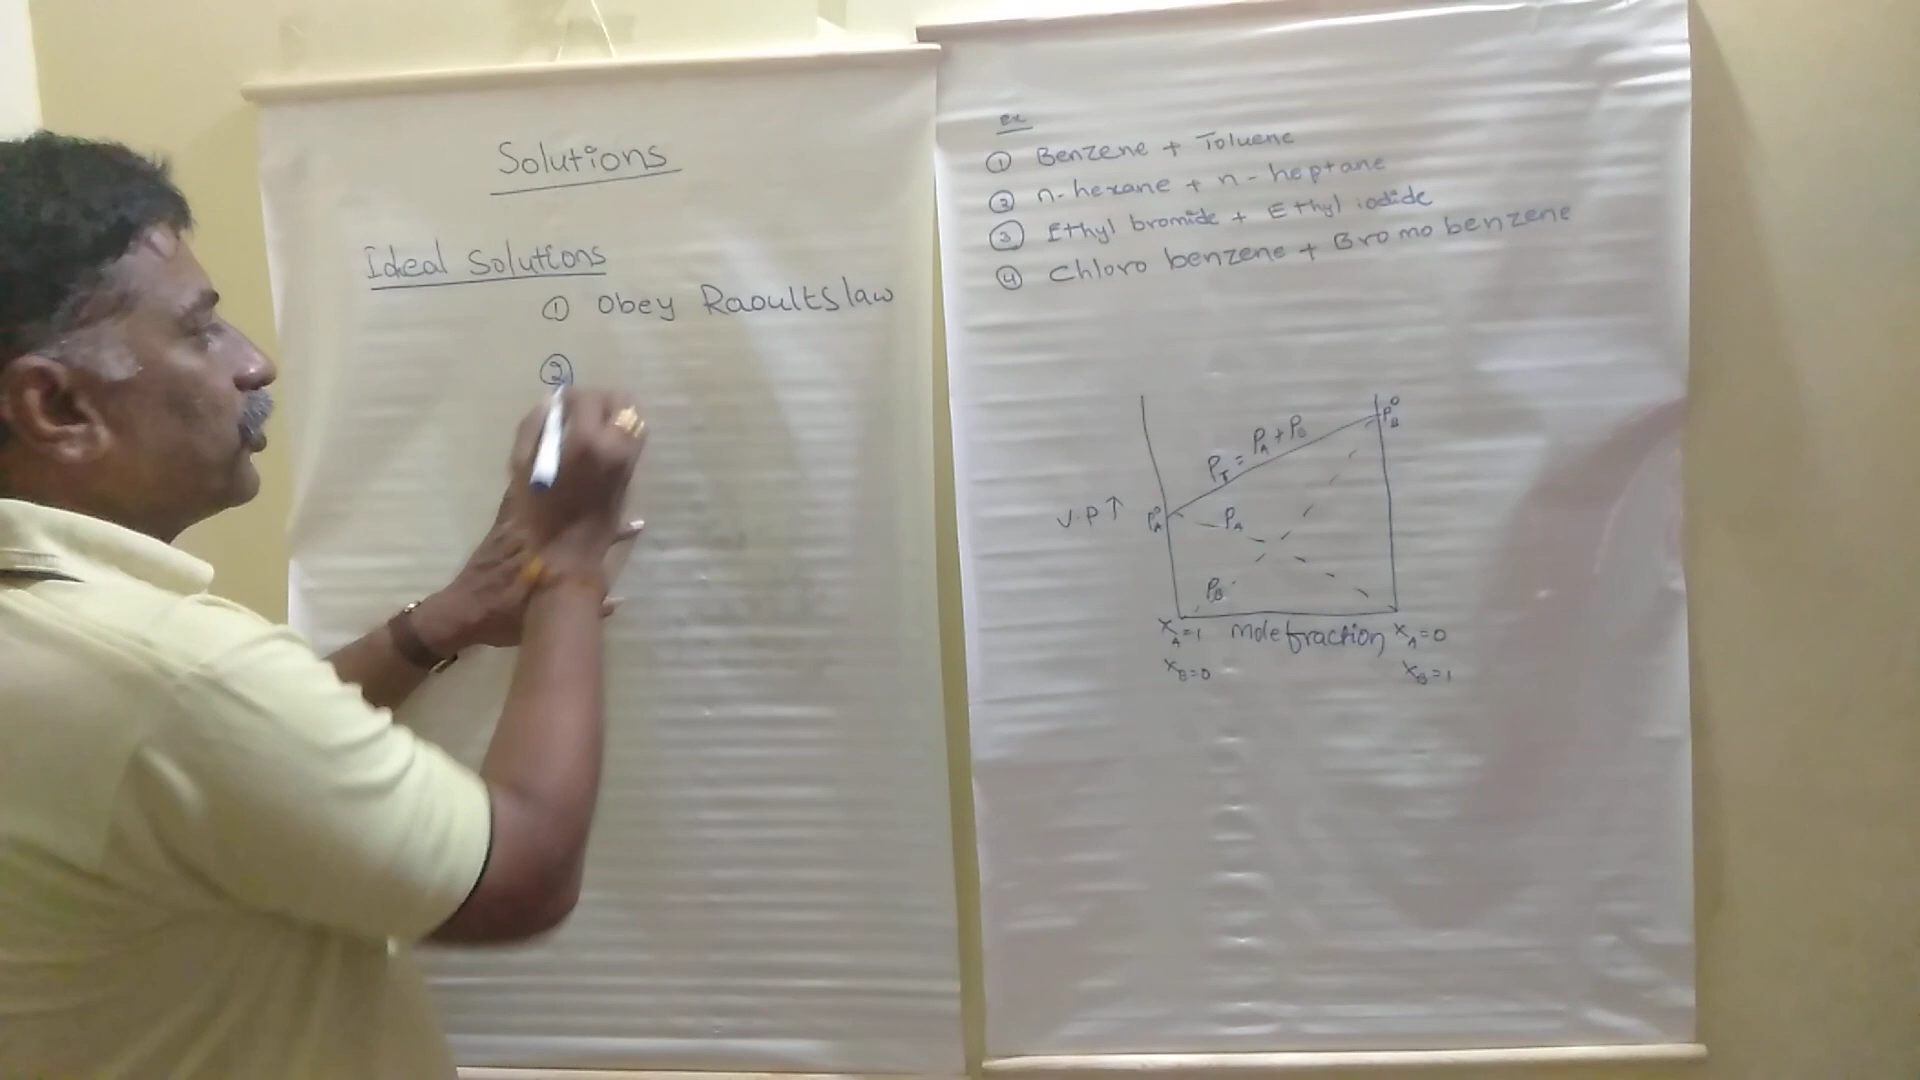 Solutions
Ideal Solutions
① Obey Raoults law
②
ex
① Benzene + Toluene
② n-hexane + n-heptane
③ Ethyl bromide + Ethyl iodide
④ Chloro benzene + Bromo benzene
P°B
PT = PA + PB
V.P ↑ P°A PA
PB
XA=1 Mole fraction XA=0
XB=0 XB=1